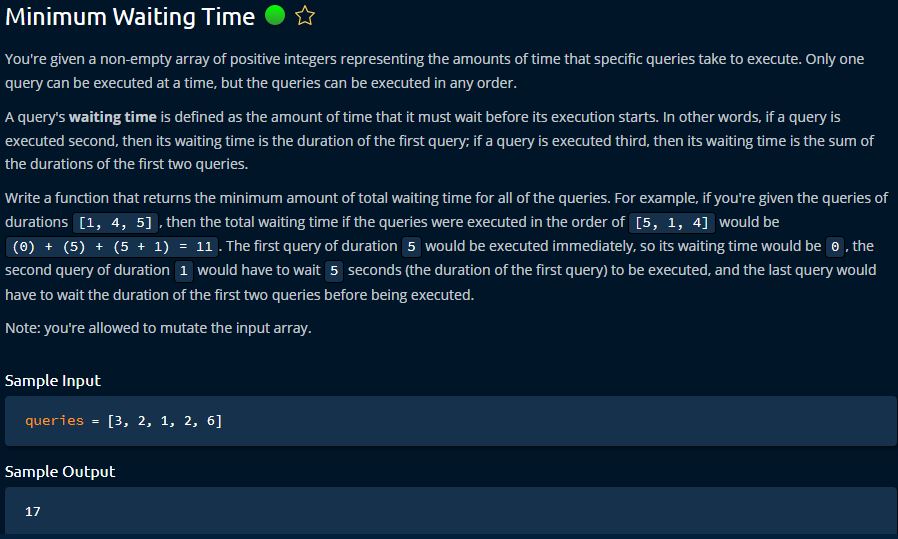 Minimum Waiting Time
You're given a non-empty array of positive integers representing the amounts of time that specific queries take to execute. Only one
query can be executed at a time, but the queries can be executed in any order.
A query's waiting time is defined as the amount of time that it must wait before its execution starts. In other words, if a query is
executed second, then its waiting time is the duration of the first query; if a query is executed third, then its waiting time is the sum of
the durations of the first two queries.
Write a function that returns the minimum amount of total waiting time for all of the queries. For example, if you're given the queries of
durations [1, 4, 5] , then the total waiting time if the queries were executed in the order of [5, 1, 4] would be
(0) + (5) + (5 + 1) = 11 . The first query of duration 5 would be executed immediately, so its waiting time would be 0 , the
second query of duration 1 would have to wait 5 seconds (the duration of the first query) to be executed, and the last query would
have to wait the duration of the first two queries before being executed.
Note: you're allowed to mutate the input array.
Sample Input
queries = [3, 2, 1, 2, 6]
Sample Output
17